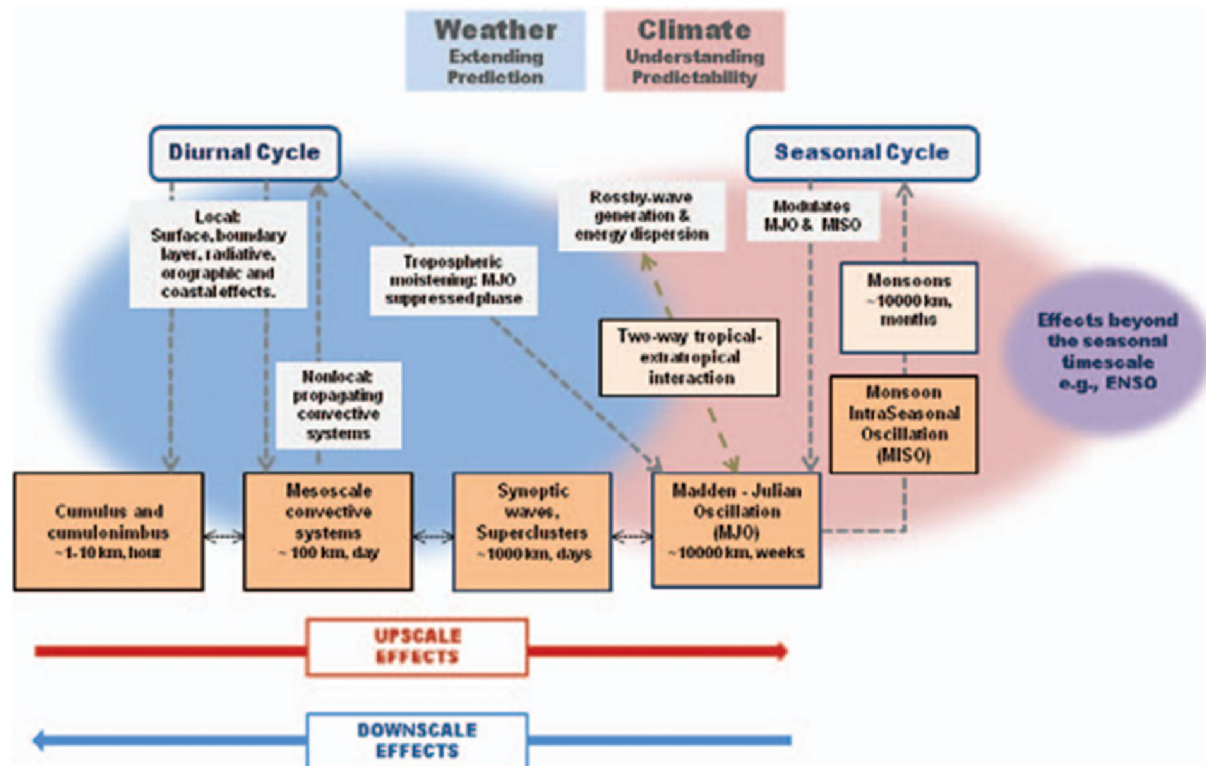 Weather
Extending
Prediction
Climate
Understanding
Predictability
Diurnal Cycle
Seasonal Cycle
Local:
Surface, boundary
layer, radiative,
orographic and
coastal effects.
Tropospheric
moistening: MJO
suppressed phase
Rossby-wave
generation &
energy dispersion
Modulates
MJO & MISO
Monsoons
~10000 km,
months
Effects beyond
the seasonal
timescale
e.g., ENSO
Two-way tropical-
extratropical
interaction
Nonlocal:
propagating
convective
systems
Monsoon
IntraSeasonal
Oscillation
(MISO)
Cumulus and
cumulonimbus
~1-10 km, hour
Mesoscale
convective
systems
~ 100 km, day
Synoptic
waves,
Superclusters
~1000 km, days
Madden - Julian
Oscillation
(MJO)
~10000 km, weeks
UPSCALE
EFFECTS
DOWNSCALE
EFFECTS